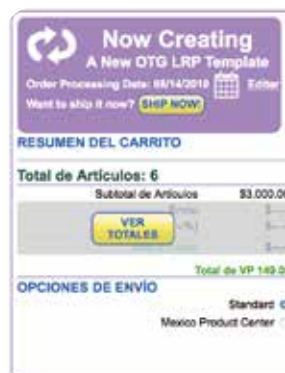 Now Creating
A New OTG LRP Template
Order Processing Date: 08/14/2019 Editar
Want to ship it now? SHIP NOW!
RESUMEN DEL CARRITO
Total de Artículos: 6
Subtotal de Artículos $3,000.00
VER TOTALES
Total de VP 149.0
OPCIONES DE ENVÍO
Standard
Mexico Product Center